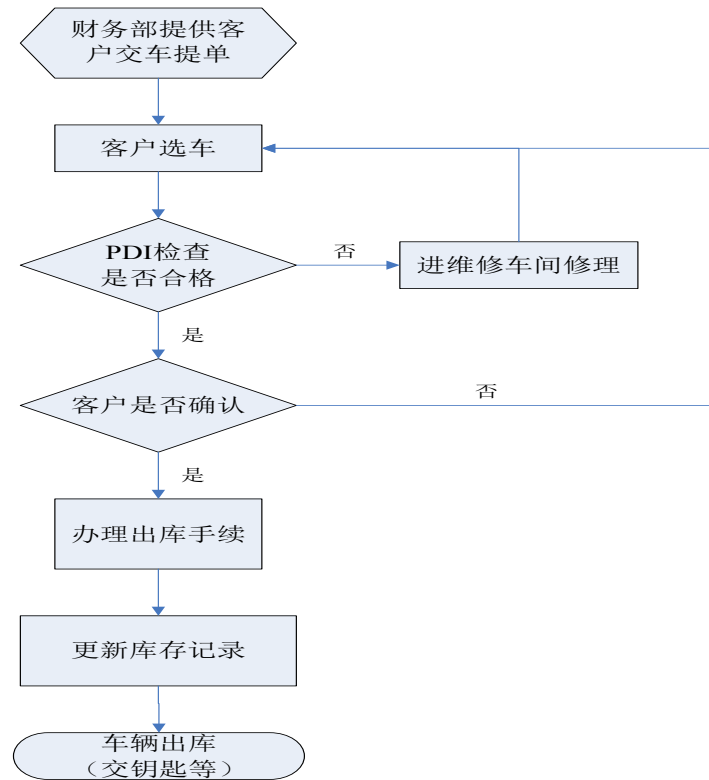 财务部提供客
户交车提单
客户选车
PDI检查
是否合格
否
进维修车间修理
是
客户是否确认
否
是
办理出库手续
更新库存记录
车辆出库
（交钥匙等）